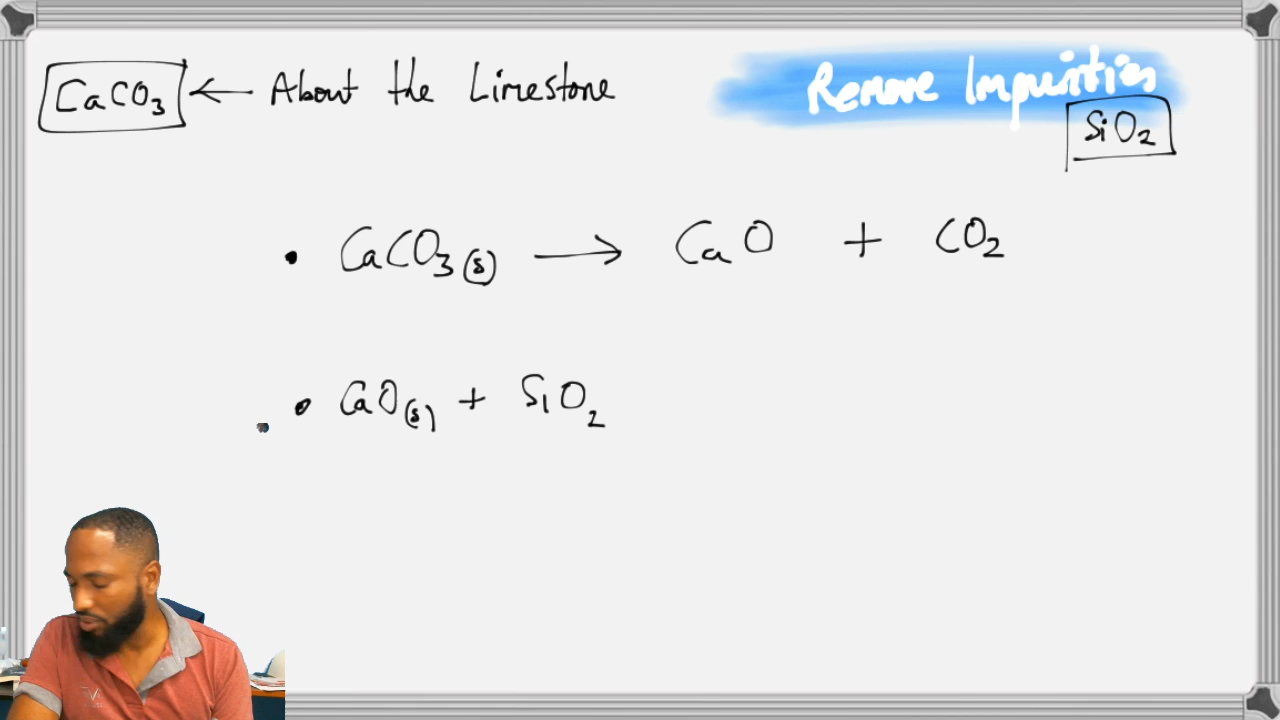 CaCO3 ← About the Limestone
Remove Impurities
SiO2
• CaCO3(s) → CaO + CO2
• CaO(s) + SiO2